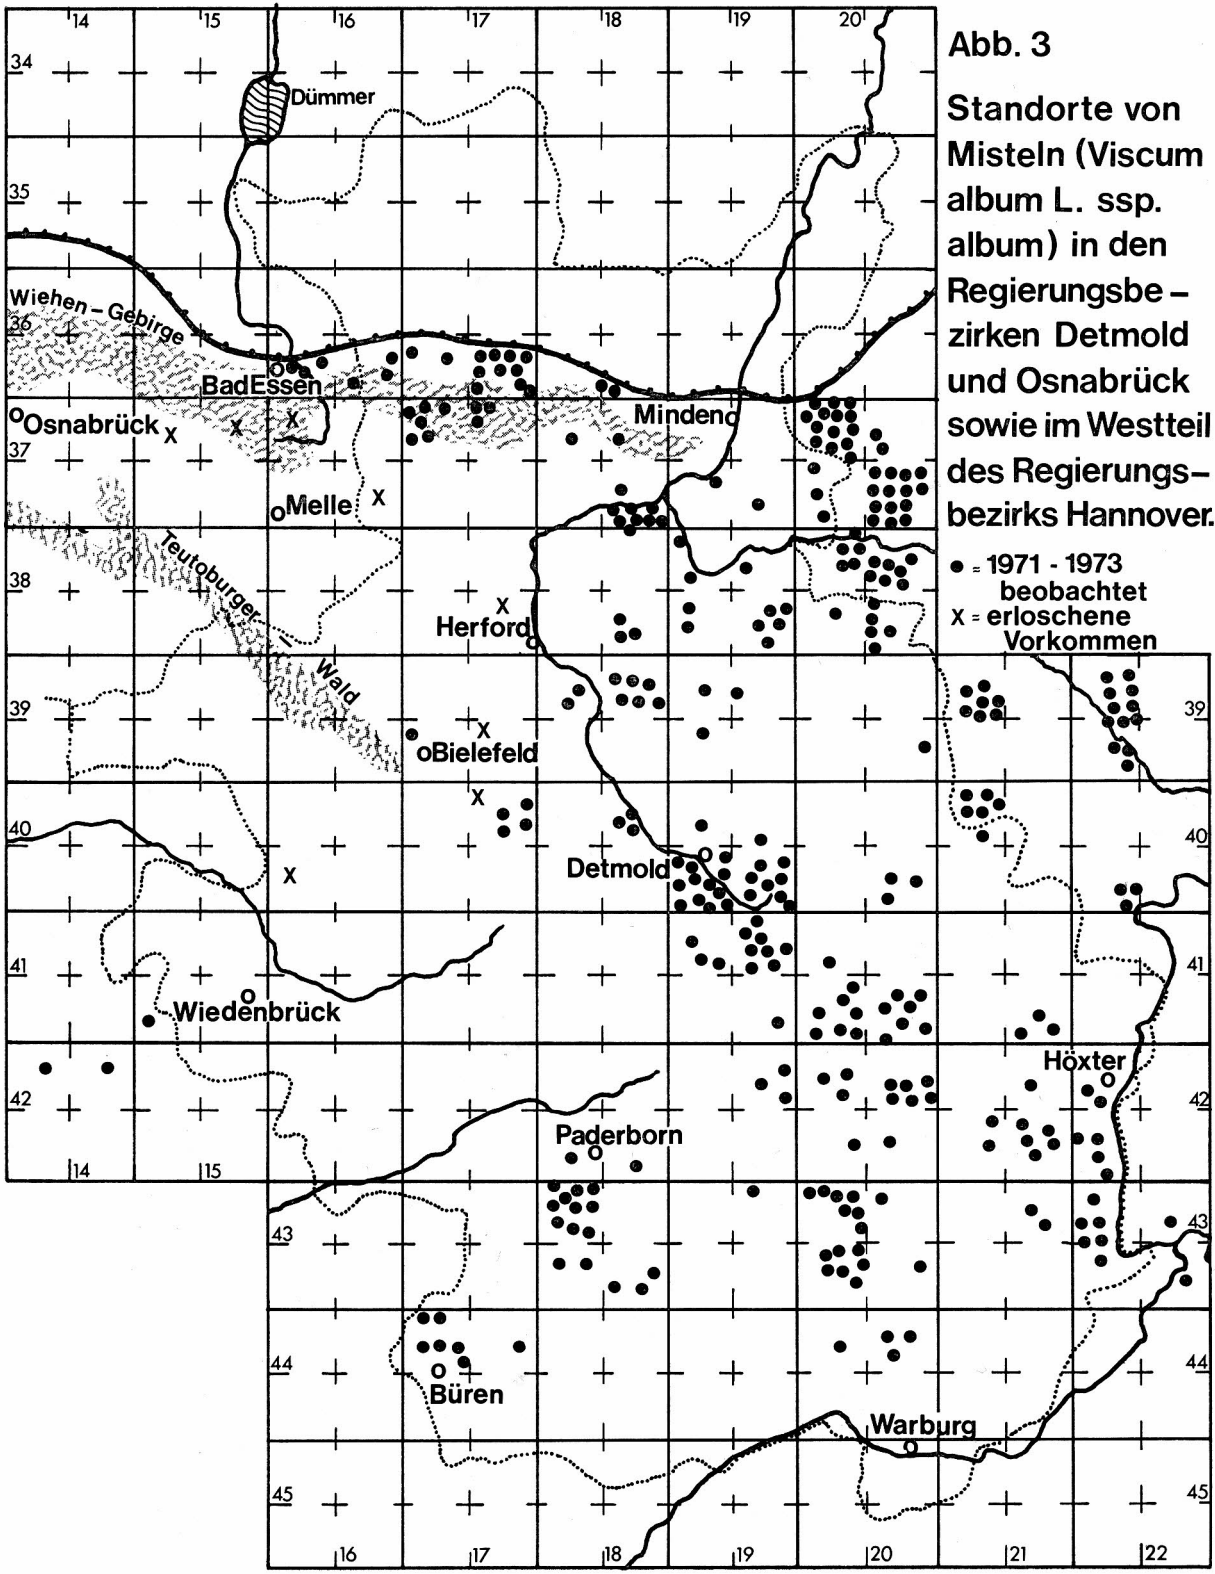 14 15 16 17 18 19 20
34
Dümmer
35
Wiehen – Gebirge
36
Bad Essen
Osnabrück
Minden
37
Melle
Teutoburger – Wald
38
Herford
39
Bielefeld
39
40
Detmold
40
41
Wiedenbrück
41
Höxter
42
Paderborn
42
14 15
43
43
44
Büren
44
Warburg
45
45
16 17 18 19 20 21 22
Abb. 3
Standorte von
Misteln (Viscum
album L. ssp.
album) in den
Regierungsbe –
zirken Detmold
und Osnabrück
sowie im Westteil
des Regierungs–
bezirks Hannover.
● = 1971 - 1973
beobachtet
X = erloschene
Vorkommen